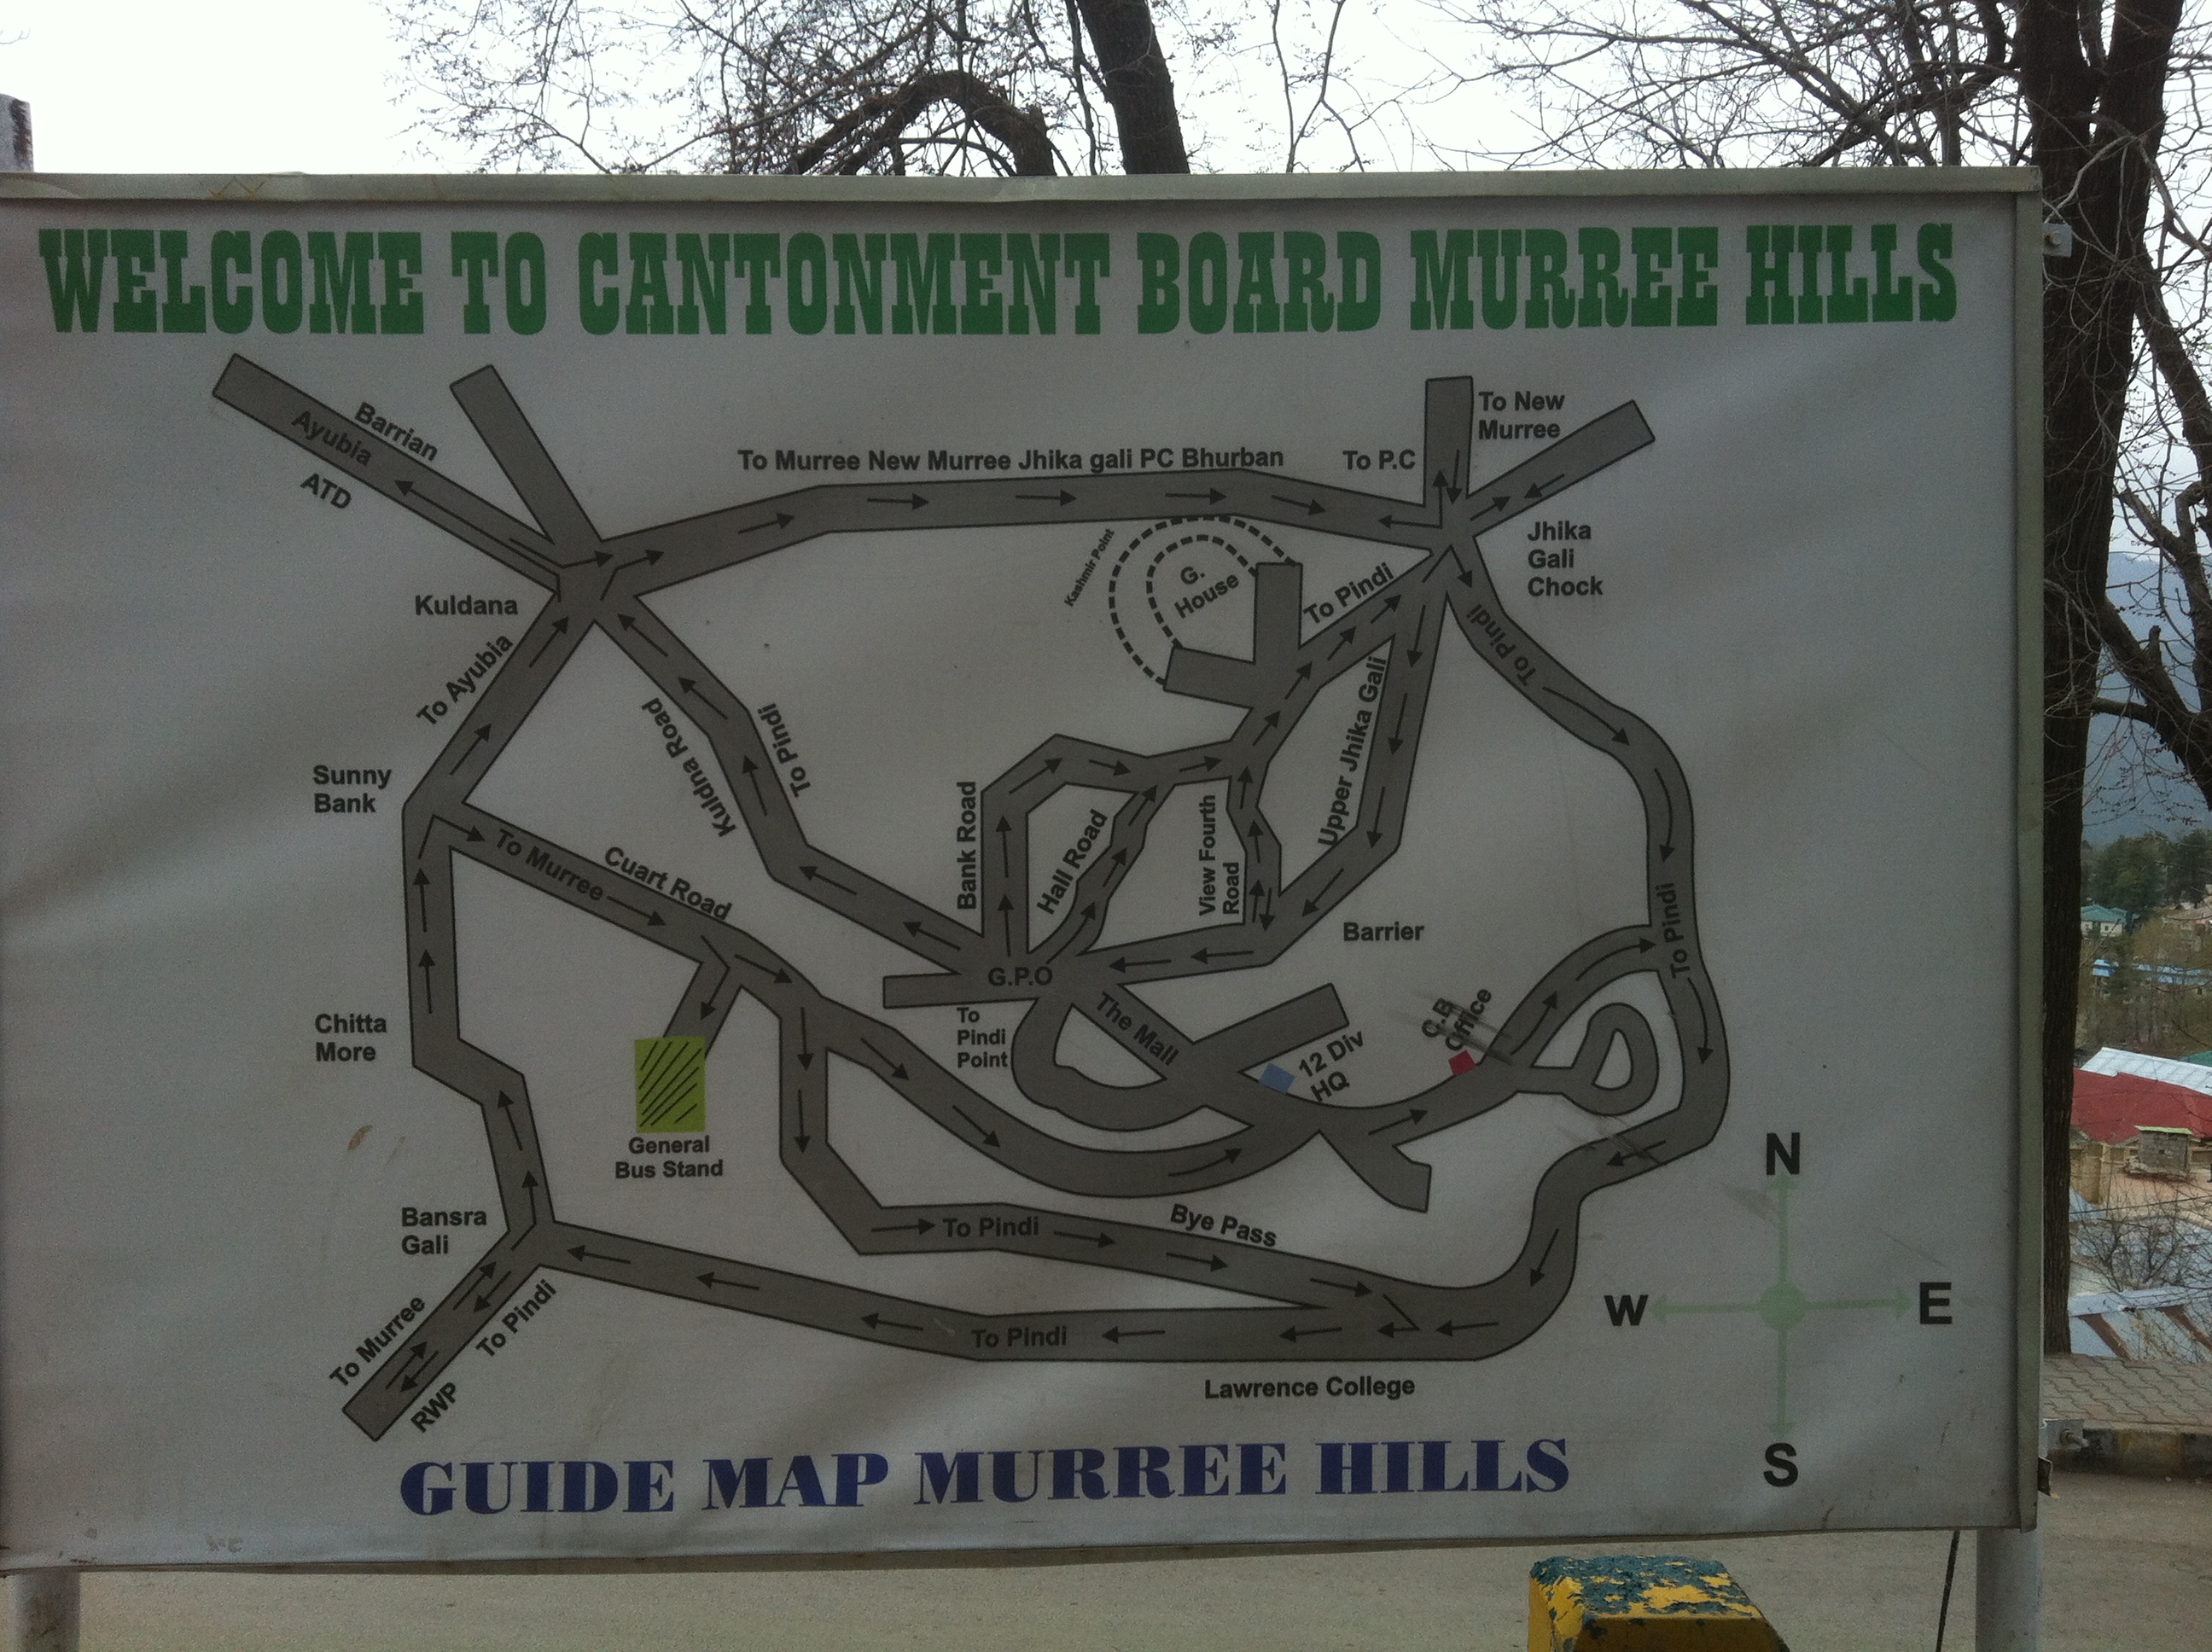 WELCOME TO CANTONMENT BOARD MURREE HILLS
Barrian
Ayubia
ATD
To Murree New Murree Jhika gali PC Bhurban
To P.C
To New
Murree
Jhika
Gali
Chock
Kashmir Point
G.
House
To Pindi
To Pindi
Kuldana
To Ayubia
Kuldna Road
To Pindi
Upper Jhika Gali
Sunny
Bank
To Murree
Cuart Road
Bank Road
Hall Road
View Fourth
Road
Barrier
To Pindi
G.P.O
To
Pindi
Point
The Mall
12 Div
HQ
C.B
Office
Chitta
More
General
Bus Stand
N
Bansra
Gali
To Pindi
Bye Pass
W
E
To Murree
To Pindi
RWP
To Pindi
Lawrence College
S
GUIDE MAP MURREE HILLS